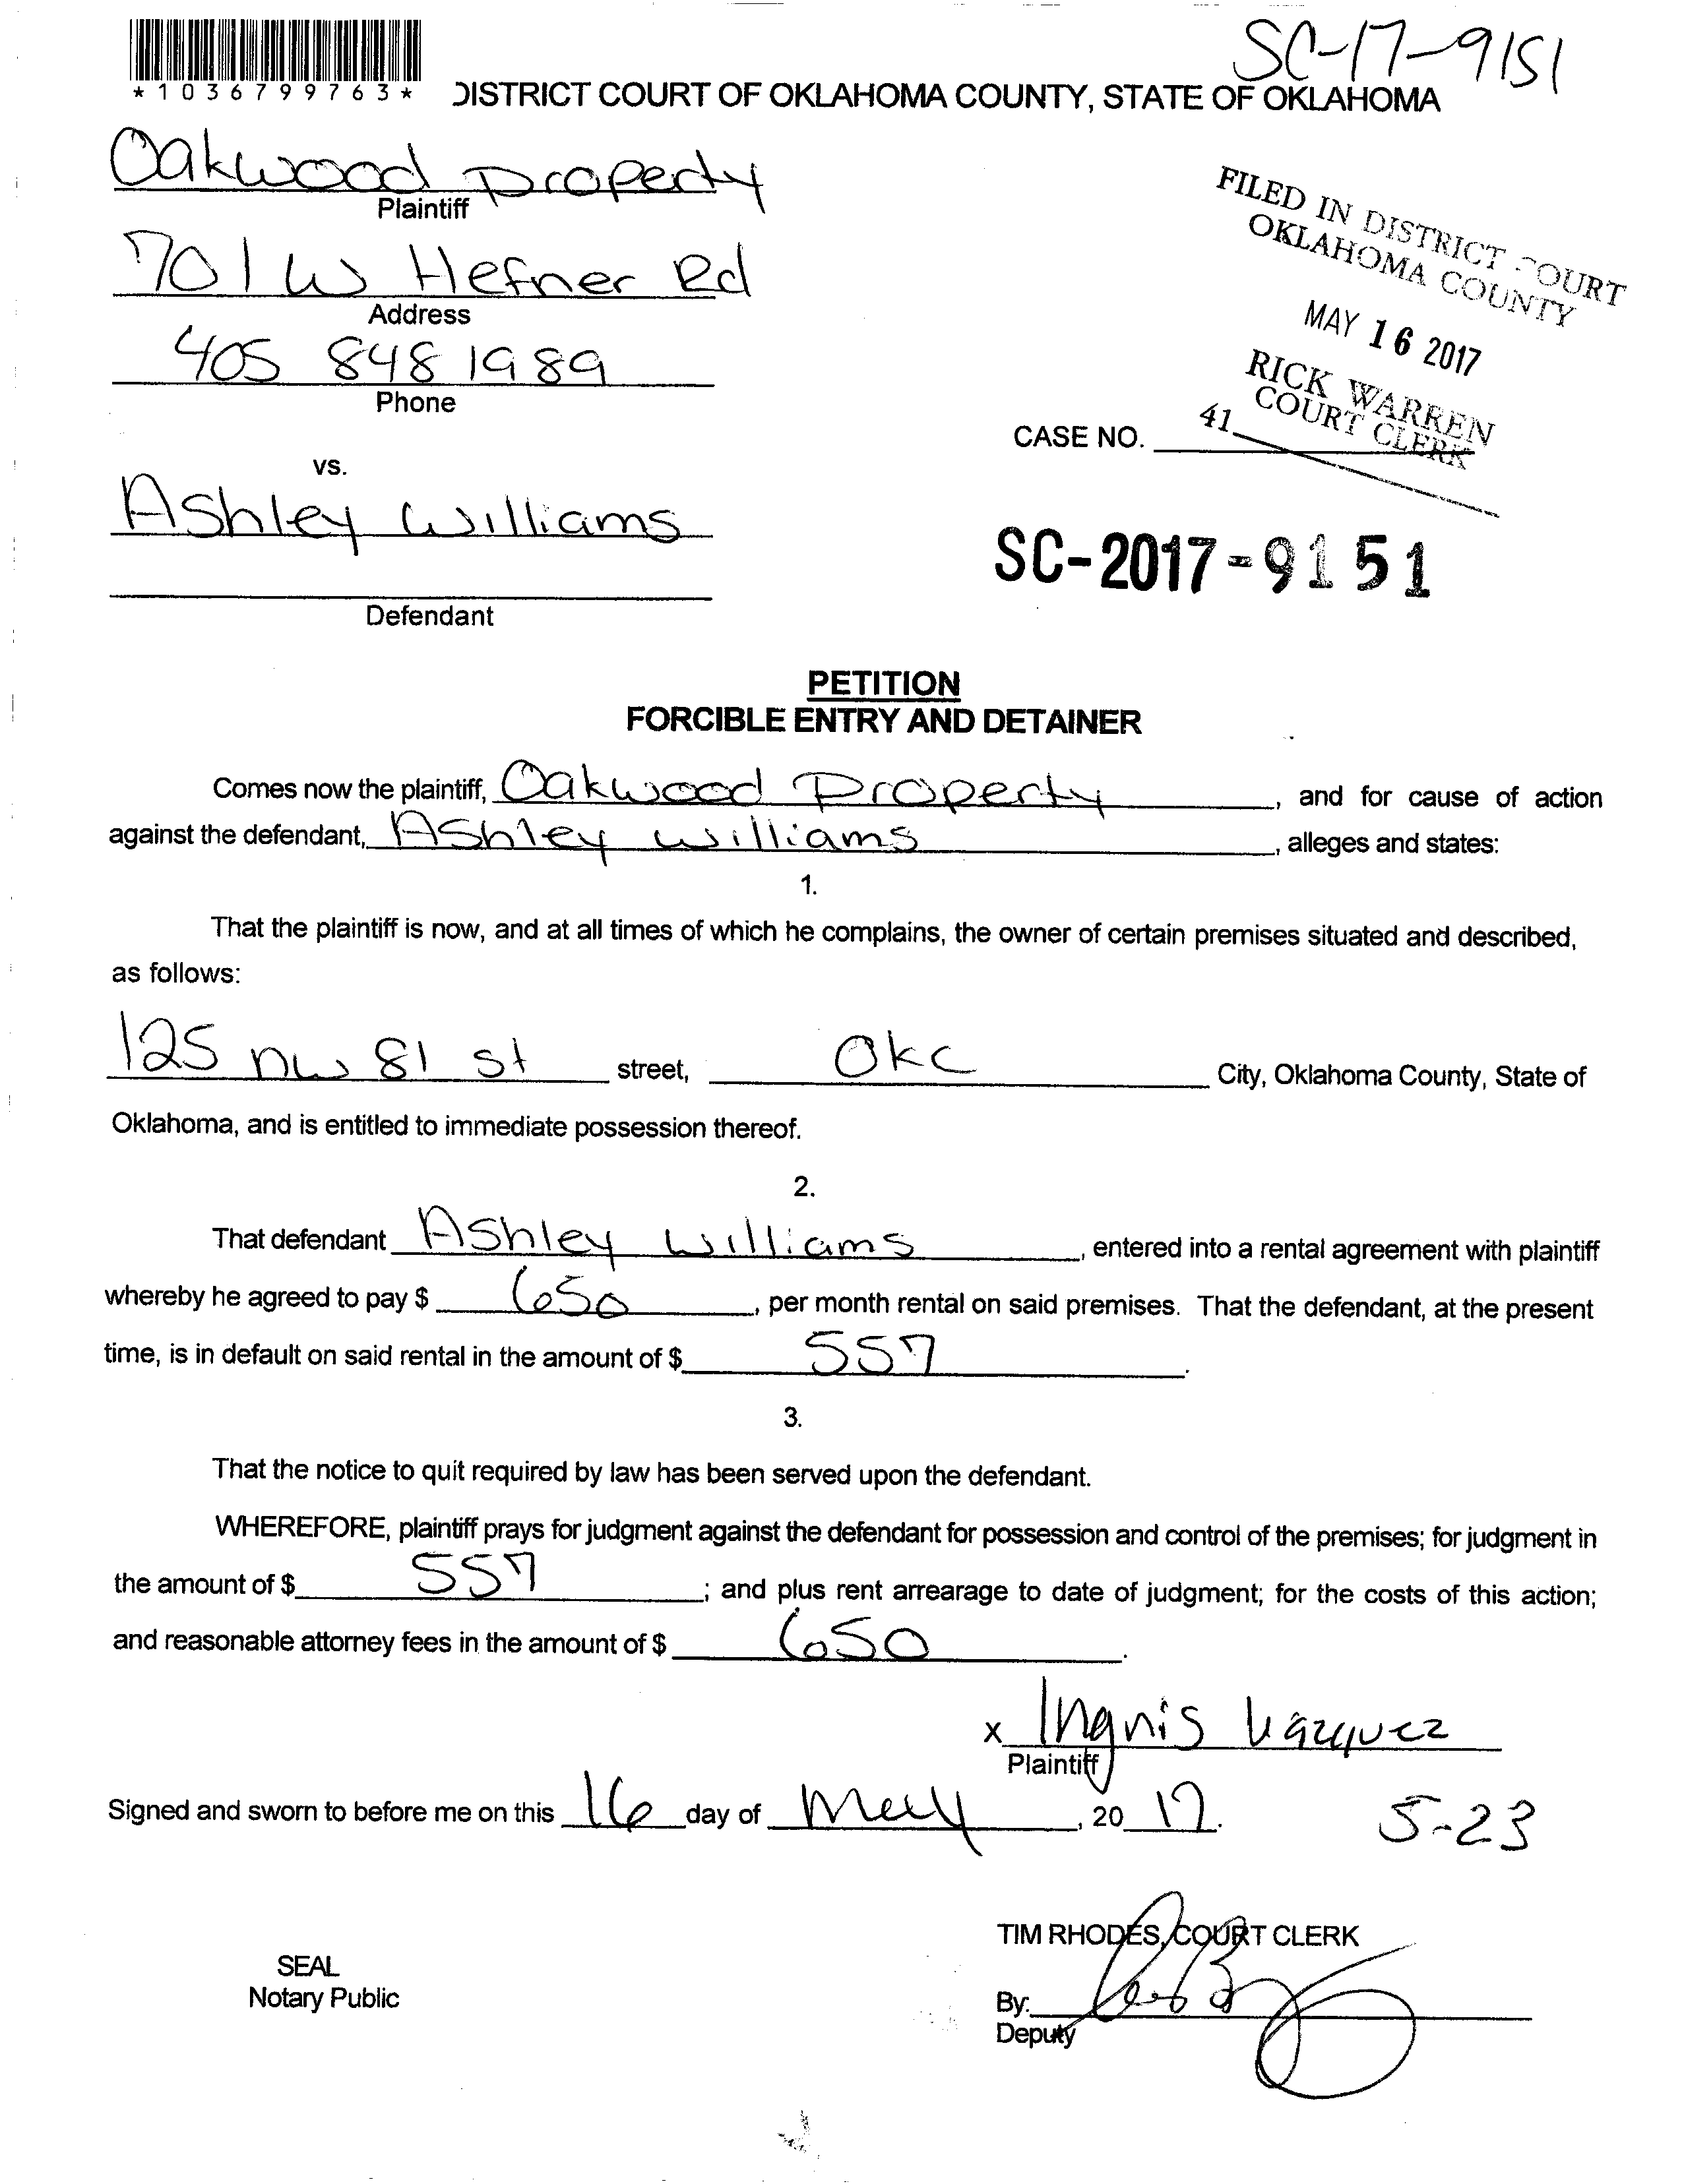 SC-17-9151
*1036799763*
DISTRICT COURT OF OKLAHOMA COUNTY, STATE OF OKLAHOMA
Oakwood Property
Plaintiff
701 W Hefner Rd
Address
405 848 1989
Phone
FILED IN DISTRICT COURT
OKLAHOMA COUNTY
MAY 16 2017
RICK WARREN
COURT CLERK
41
CASE NO.
vs.
Ashley Williams
Defendant
SC-2017-9151
PETITION
FORCIBLE ENTRY AND DETAINER
Comes now the plaintiff, Oakwood Property, and for cause of action
against the defendant, Ashley Williams, alleges and states:
1.
That the plaintiff is now, and at all times of which he complains, the owner of certain premises situated and described,
as follows:
125 nw 81 st street, Okc City, Oklahoma County, State of
Oklahoma, and is entitled to immediate possession thereof.
2.
That defendant Ashley Williams, entered into a rental agreement with plaintiff
whereby he agreed to pay $ 650, per month rental on said premises. That the defendant, at the present
time, is in default on said rental in the amount of $ 557.
3.
That the notice to quit required by law has been served upon the defendant.
WHEREFORE, plaintiff prays for judgment against the defendant for possession and control of the premises; for judgment in
the amount of $ 557; and plus rent arrearage to date of judgment; for the costs of this action;
and reasonable attorney fees in the amount of $ 650.
x Ingnis Vazquez
Plaintiff
Signed and sworn to before me on this 16 day of May, 2017.
5-23
TIM RHODES, COURT CLERK
SEAL
Notary Public
By:
Deputy